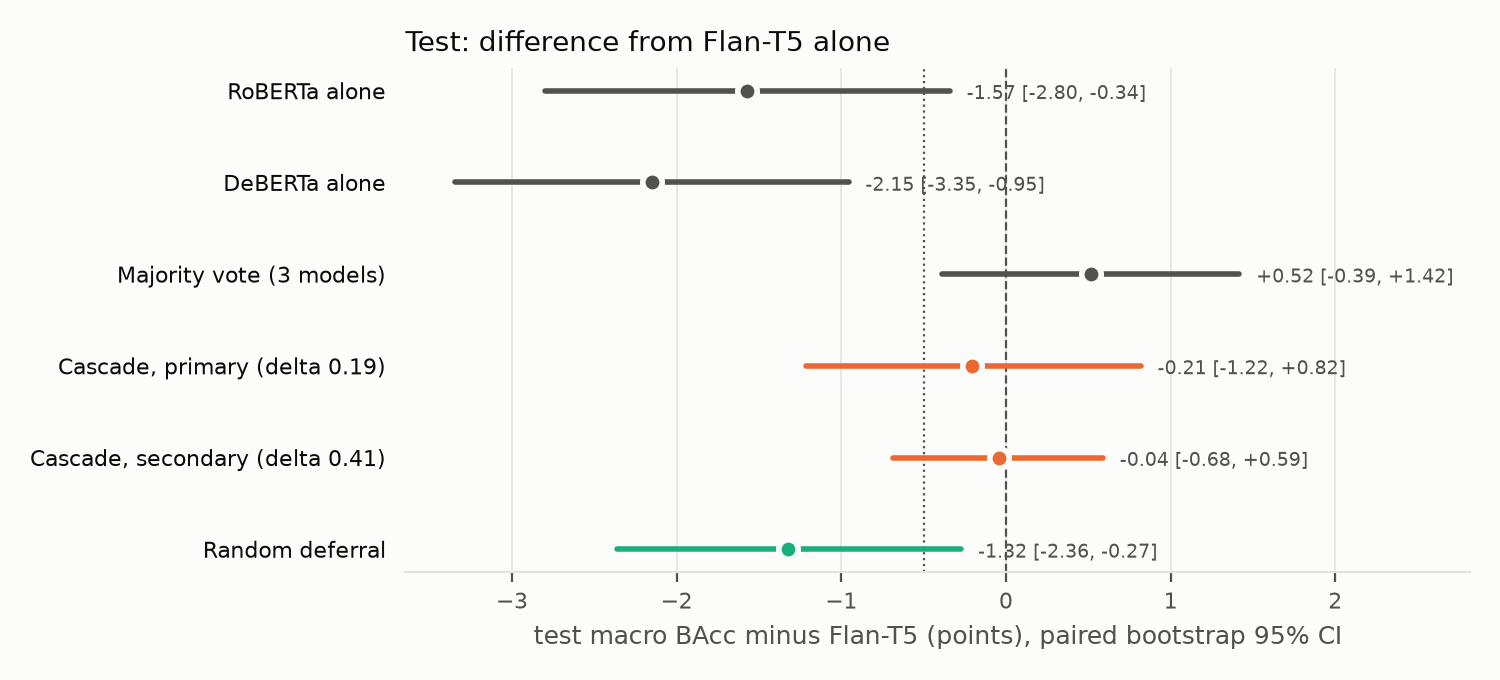 Test: difference from Flan-T5 alone
RoBERTa alone
-1.57 [-2.80, -0.34]
DeBERTa alone
-2.15 [-3.35, -0.95]
Majority vote (3 models)
+0.52 [-0.39, +1.42]
Cascade, primary (delta 0.19)
-0.21 [-1.22, +0.82]
Cascade, secondary (delta 0.41)
-0.04 [-0.68, +0.59]
Random deferral
-1.32 [-2.36, -0.27]
−3 −2 −1 0 1 2
test macro BAcc minus Flan-T5 (points), paired bootstrap 95% CI